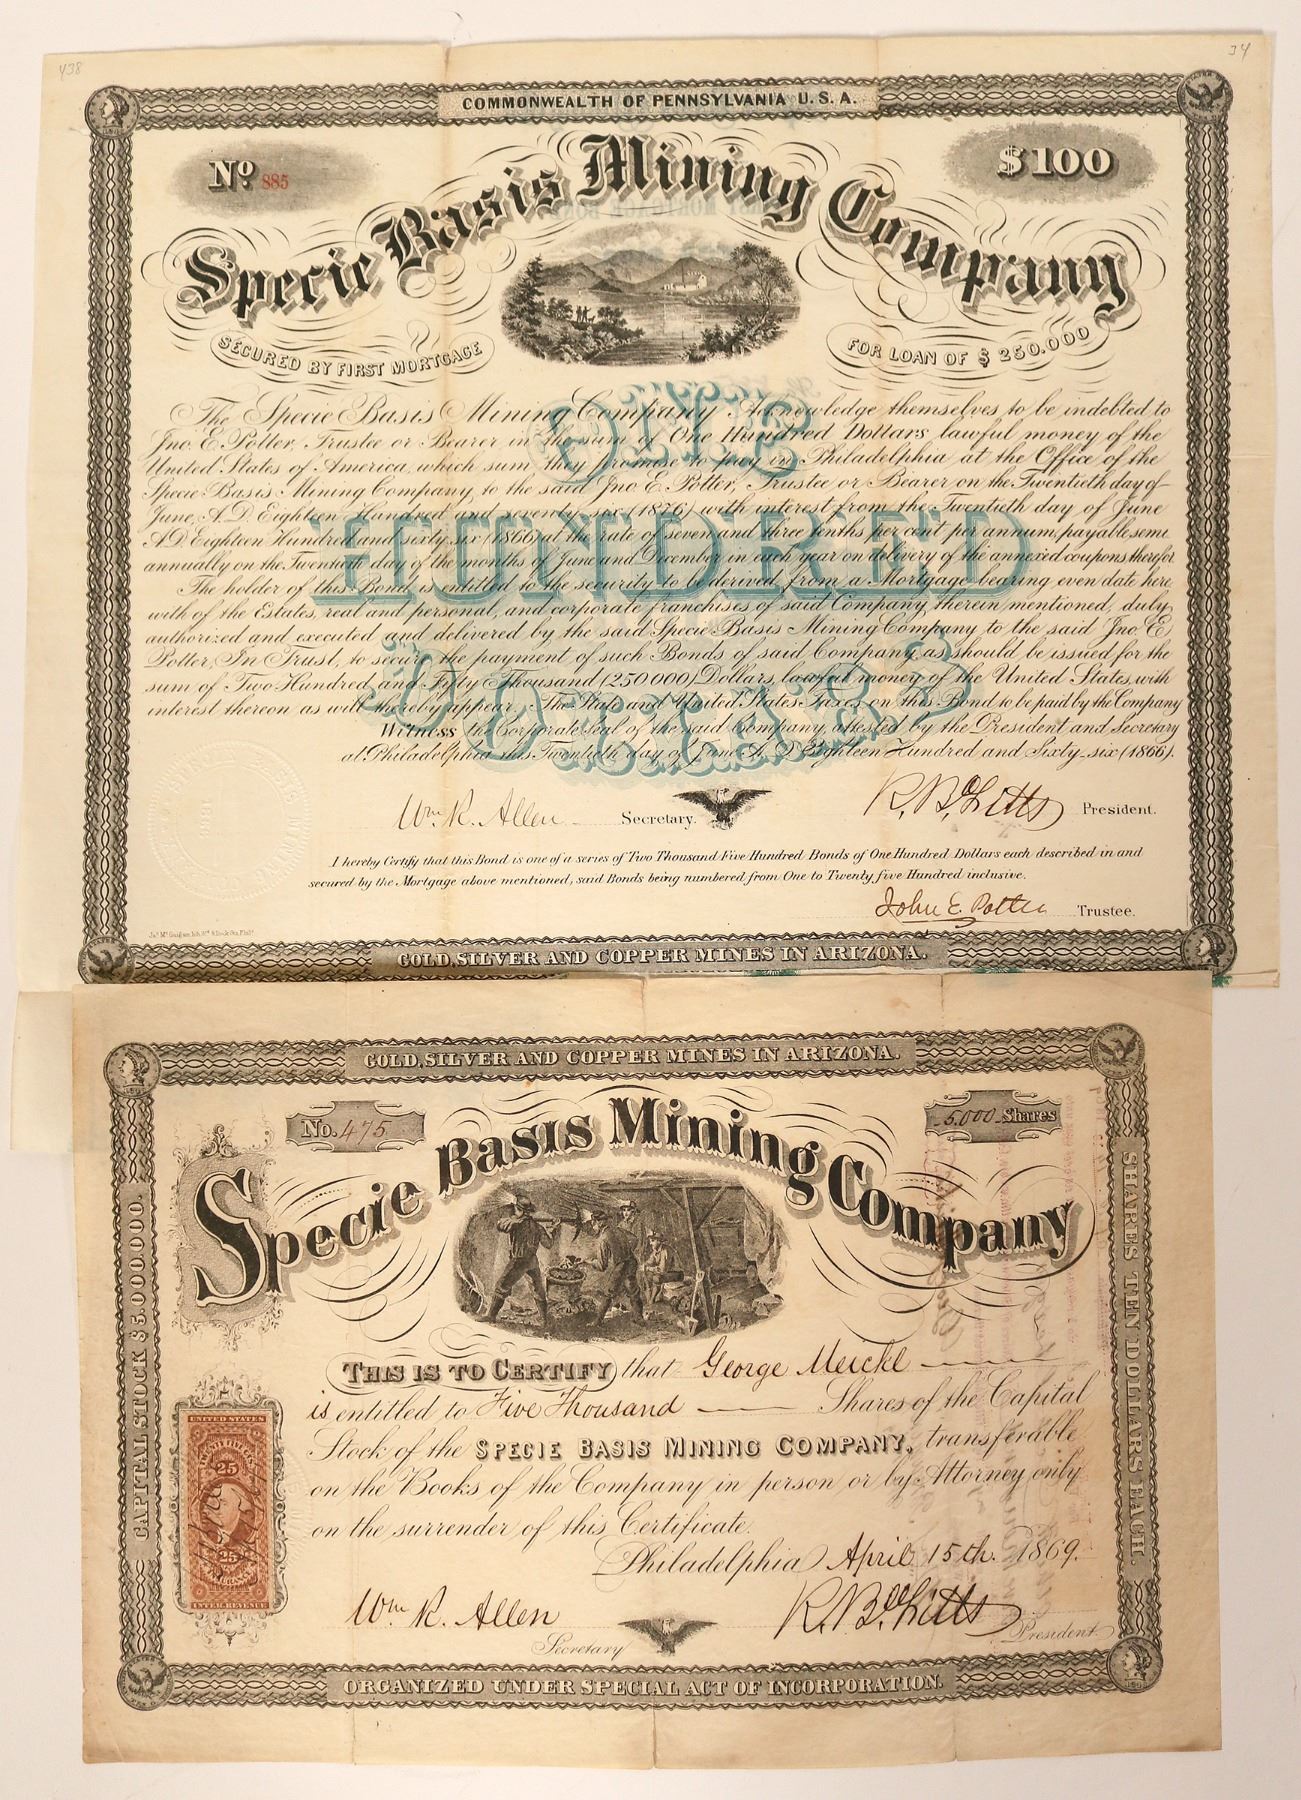 438
34
COMMONWEALTH OF PENNSYLVANIA U. S. A.
No. 885
$100
Specie Basis Mining Company
SECURED BY FIRST MORTGAGE
FOR LOAN OF $ 250.000
The Specie Basis Mining Company Acknowledge themselves to be indebted to
Jno. E. Potter, Trustee or Bearer in the sum of One Hundred Dollars lawful money of the
United States of America, which sum they promise to pay in Philadelphia at the Office of the
Specie Basis Mining Company, to the said Jno E. Potter, Trustee or Bearer on the Twentieth day of
June, A.D. Eighteen Hundred and seventy-six (1876) with interest from the Twentieth day of June
A.D. Eighteen Hundred and sixty six (1866) at the rate of seven and three tenths per cent per annum, payable semi
annually on the Twentieth day of the months of June and December in each year on delivery of the annexed coupons therefor
The holder of this Bond is entitled to the security to be derived from a Mortgage bearing even date here
with of the Estates, real and personal, and corporate franchises of said Company therein mentioned, duly
authorized and executed and delivered by the said Specie Basis Mining Company to the said Jno E.
Potter, In Trust, to secure the payment of such Bonds of said Company as should be issued for the
sum of Two Hundred and Fifty Thousand (250 000) Dollars, lawful money of the United States, with
interest thereon as will thereby appear. The State and United States Taxes on this Bond to be paid by the Company
Witness the Corporate seal of the said Company, attested by the President and Secretary
at Philadelphia this Twentieth day of June A. D. Eighteen Hundred and Sixty-six (1866).
ONE
HUNDRED
DOLLARS
Wm. R. Allen Secretary.
President.
I hereby Certify that this Bond is one of a series of Two Thousand Five Hundred Bonds of One Hundred Dollars each described in and
secured by the Mortgage above mentioned, said Bonds being numbered from One to Twenty five Hundred inclusive.
John E. Potter Trustee.
GOLD, SILVER AND COPPER MINES IN ARIZONA.
GOLD, SILVER AND COPPER MINES IN ARIZONA.
No. 475
5.000 Shares
Specie Basis Mining Company
CAPITAL STOCK $5.000.000.
SHARES TEN DOLLARS EACH.
THIS IS TO CERTIFY that George Meickl
is entitled to Five Thousand Shares of the Capital
Stock of the SPECIE BASIS MINING COMPANY, transferable
on the Books of the Company in person or by Attorney only
on the surrender of this Certificate.
Philadelphia April 15th. 1869.
UNITED STATES
25
25
INTER. REVENUE
Wm R. Allen
Secretary
President
ORGANIZED UNDER SPECIAL ACT OF INCORPORATION.